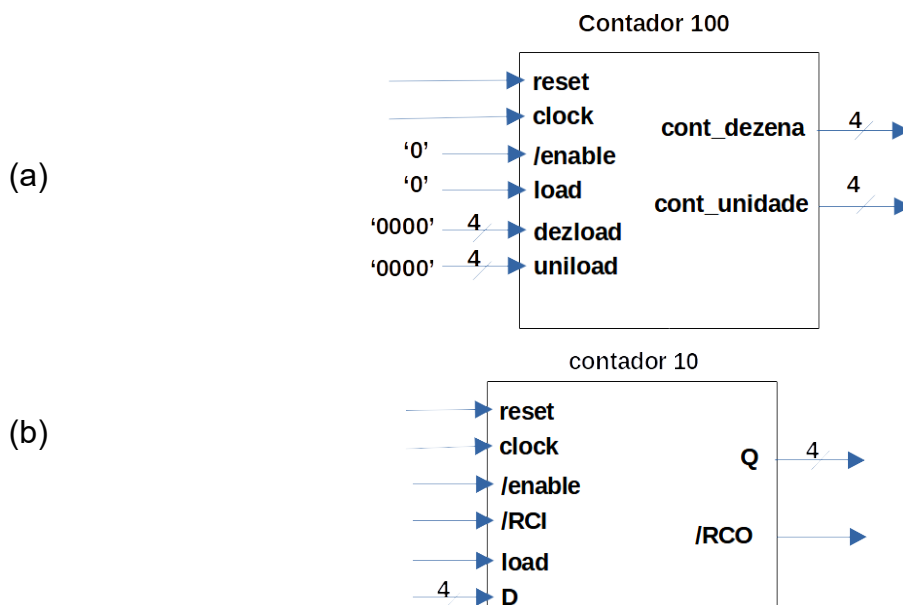 Contador 100
reset
clock
cont_dezena
4
‘0’
/enable
(a)
‘0’
load
4
cont_unidade
‘0000’
4
dezload
‘0000’
4
uniload
contador 10
reset
(b)
clock
Q
4
/enable
/RCI
/RCO
load
4
D